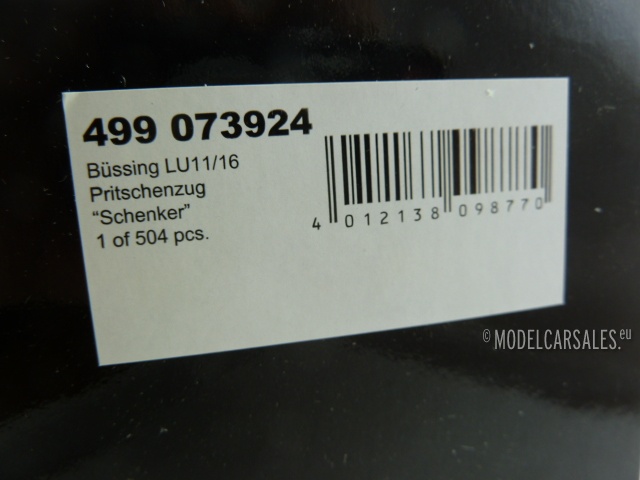 499 073924
Büssing LU11/16
Pritschenzug
“Schenker”
1 of 504 pcs.
4 012138 098770
© MODELCARSALES.eu